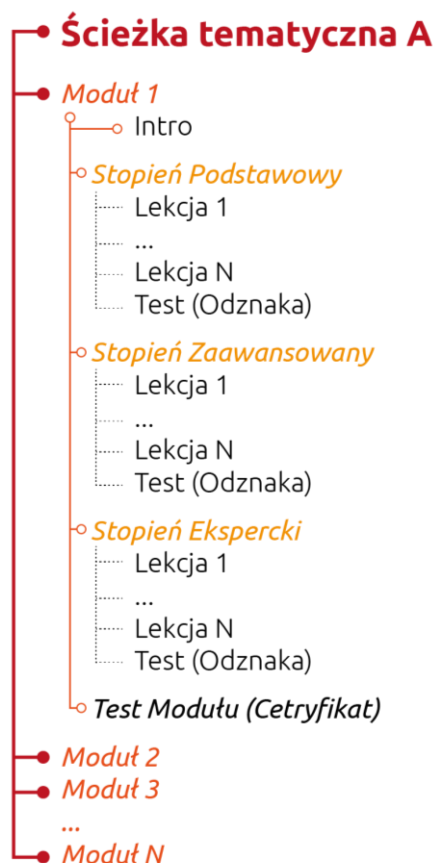 Ścieżka tematyczna A
Moduł 1
Intro
Stopień Podstawowy
Lekcja 1
...
Lekcja N
Test (Odznaka)
Stopień Zaawansowany
Lekcja 1
...
Lekcja N
Test (Odznaka)
Stopień Ekspercki
Lekcja 1
...
Lekcja N
Test (Odznaka)
Test Modułu (Cetryfikat)
Moduł 2
Moduł 3
...
Moduł N